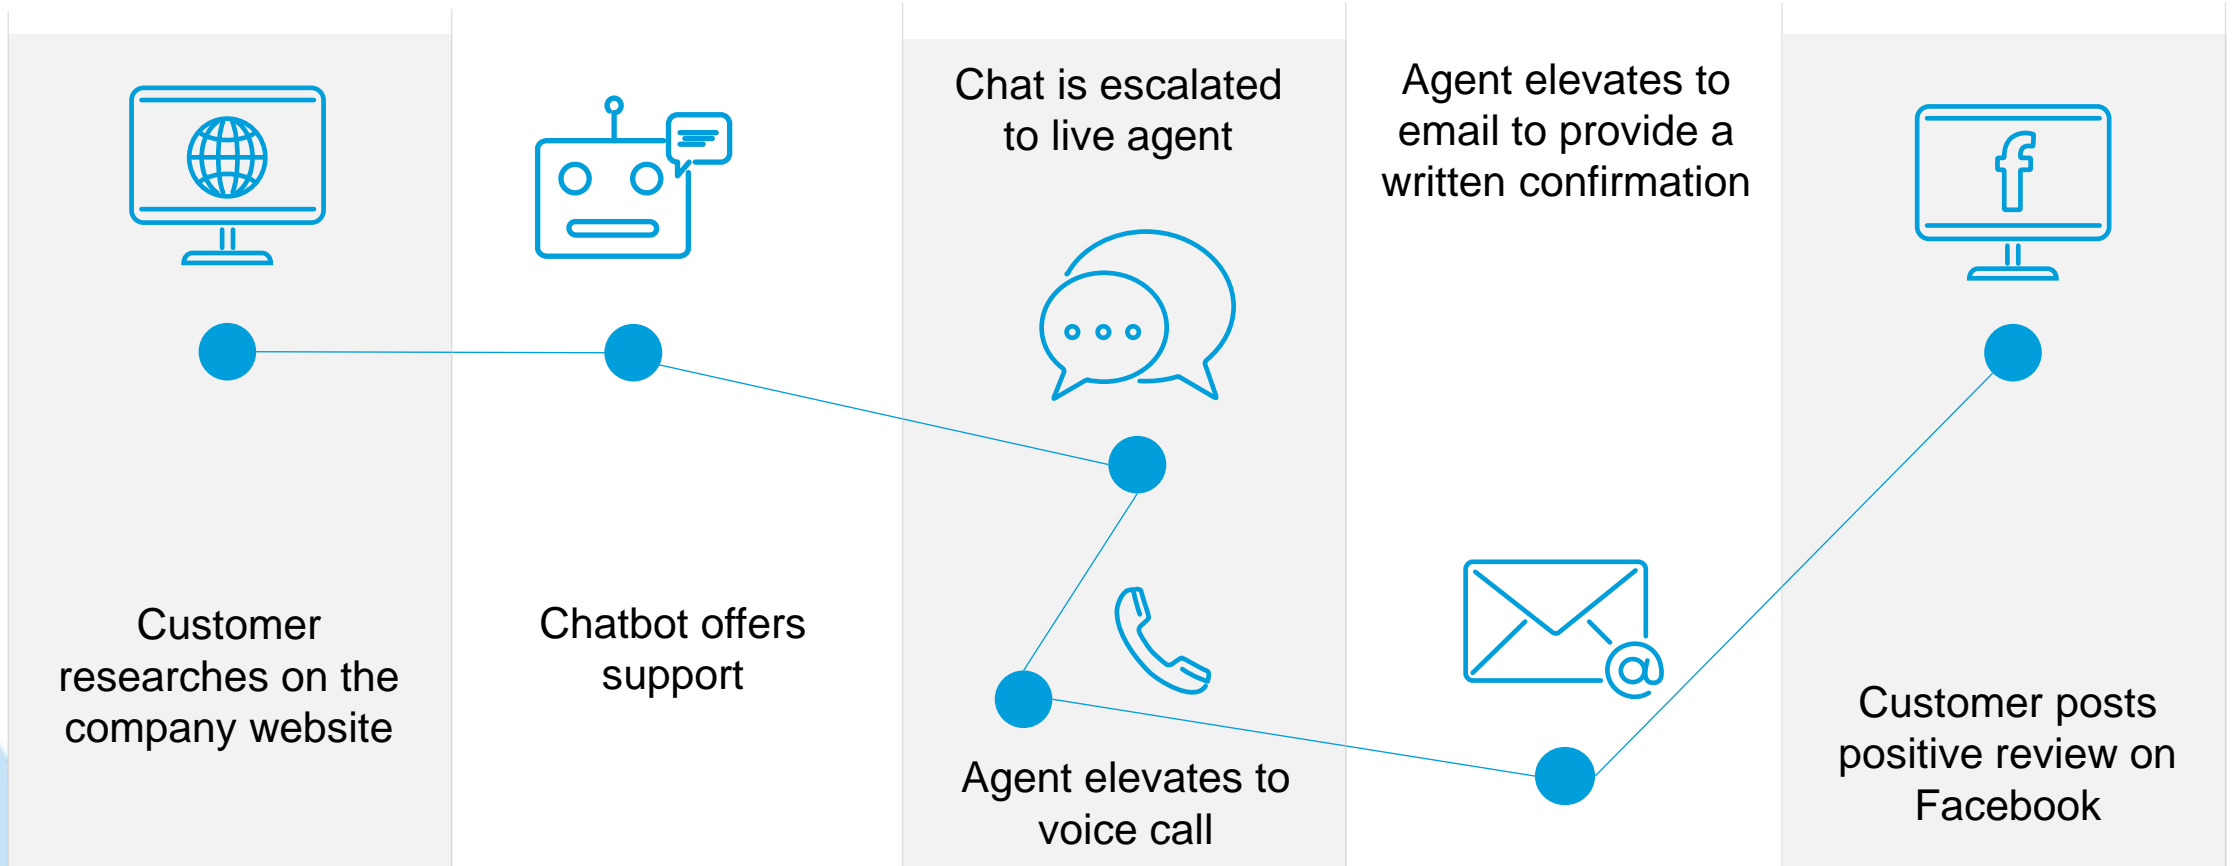 Customer
researches on the
company website
Chatbot offers
support
Chat is escalated
to live agent
Agent elevates to
voice call
Agent elevates to
email to provide a
written confirmation
@
f
Customer posts
positive review on
Facebook